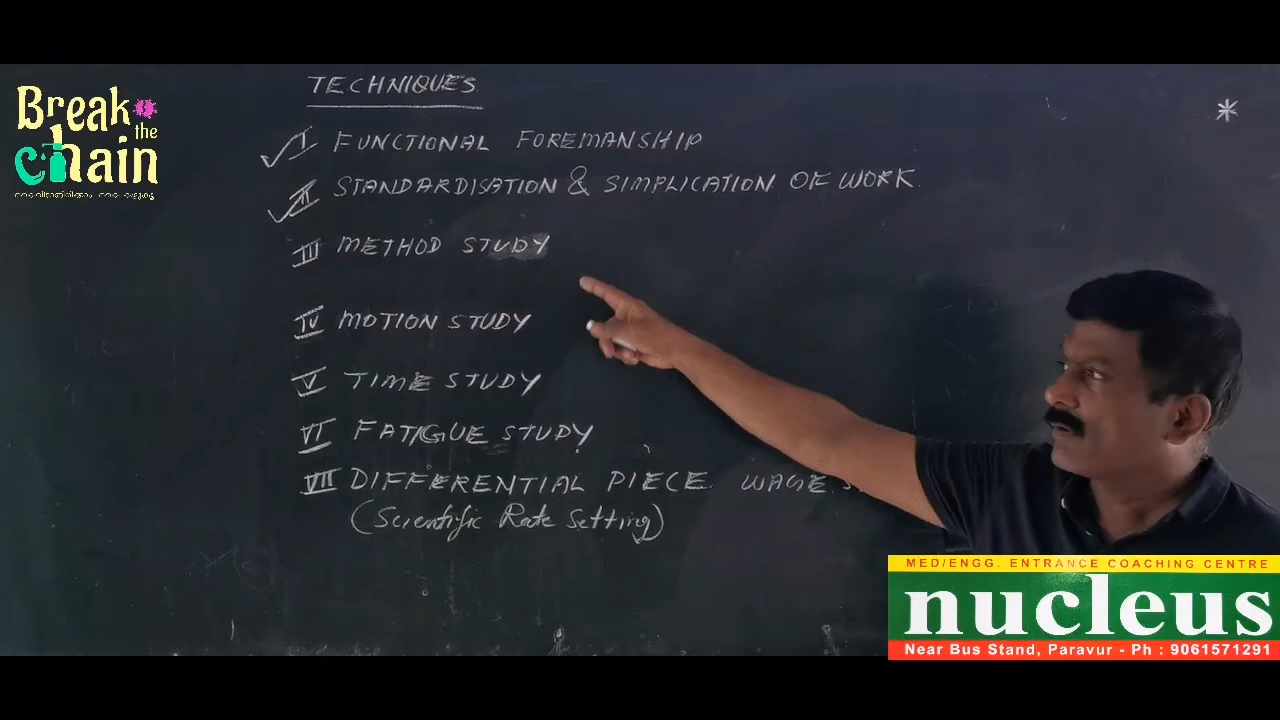 Break
the
chain
TECHNIQUES
I FUNCTIONAL FOREMANSHIP
II STANDARDISATION & SIMPLICATION OF WORK.
III METHOD STUDY
IV MOTION STUDY
V TIME STUDY
VI FATIGUE STUDY
VII DIFFERENTIAL PIECE WAGE
(Scientific Rate Setting)
MED/ENGG. ENTRANCE COACHING CENTRE
nucleus
Near Bus Stand, Paravur - Ph : 9061571291